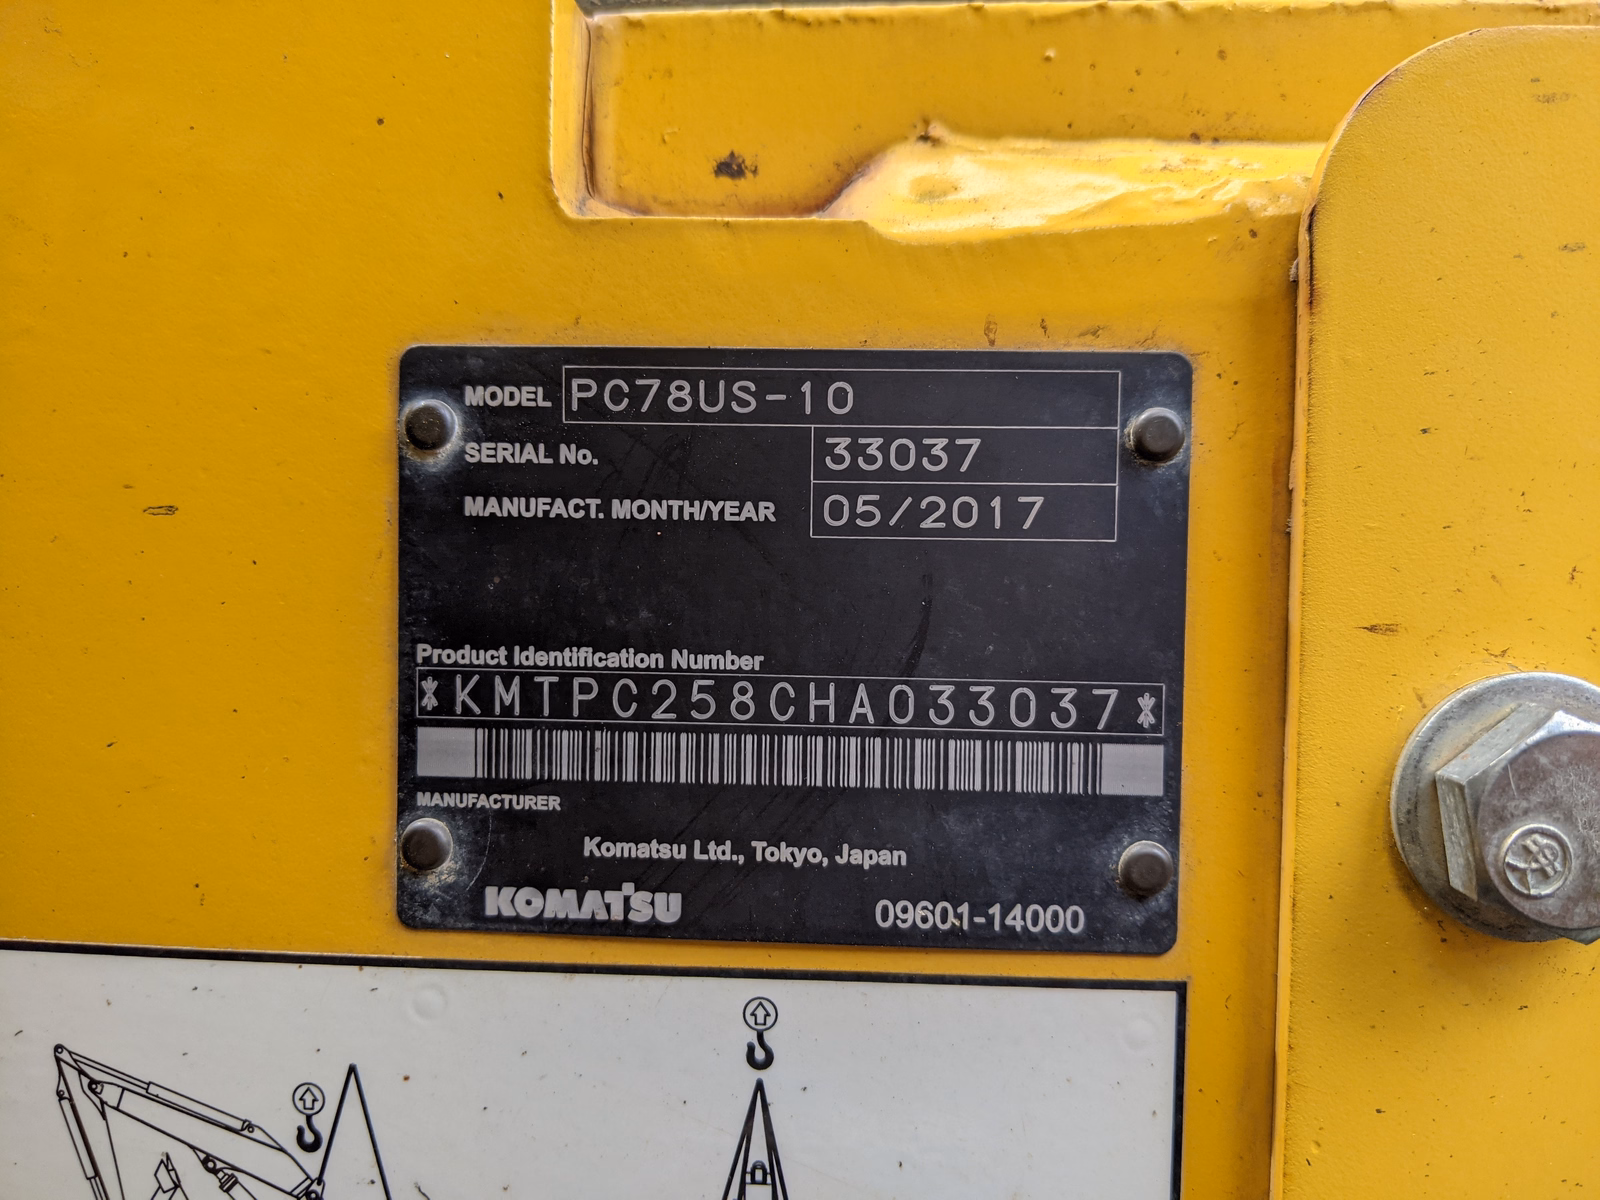 MODEL PC78US-10
SERIAL No. 33037
MANUFACT. MONTH/YEAR 05/2017
Product Identification Number
*KMTPC258CHA033037*
MANUFACTURER
Komatsu Ltd., Tokyo, Japan
KOMATSU 09601-14000